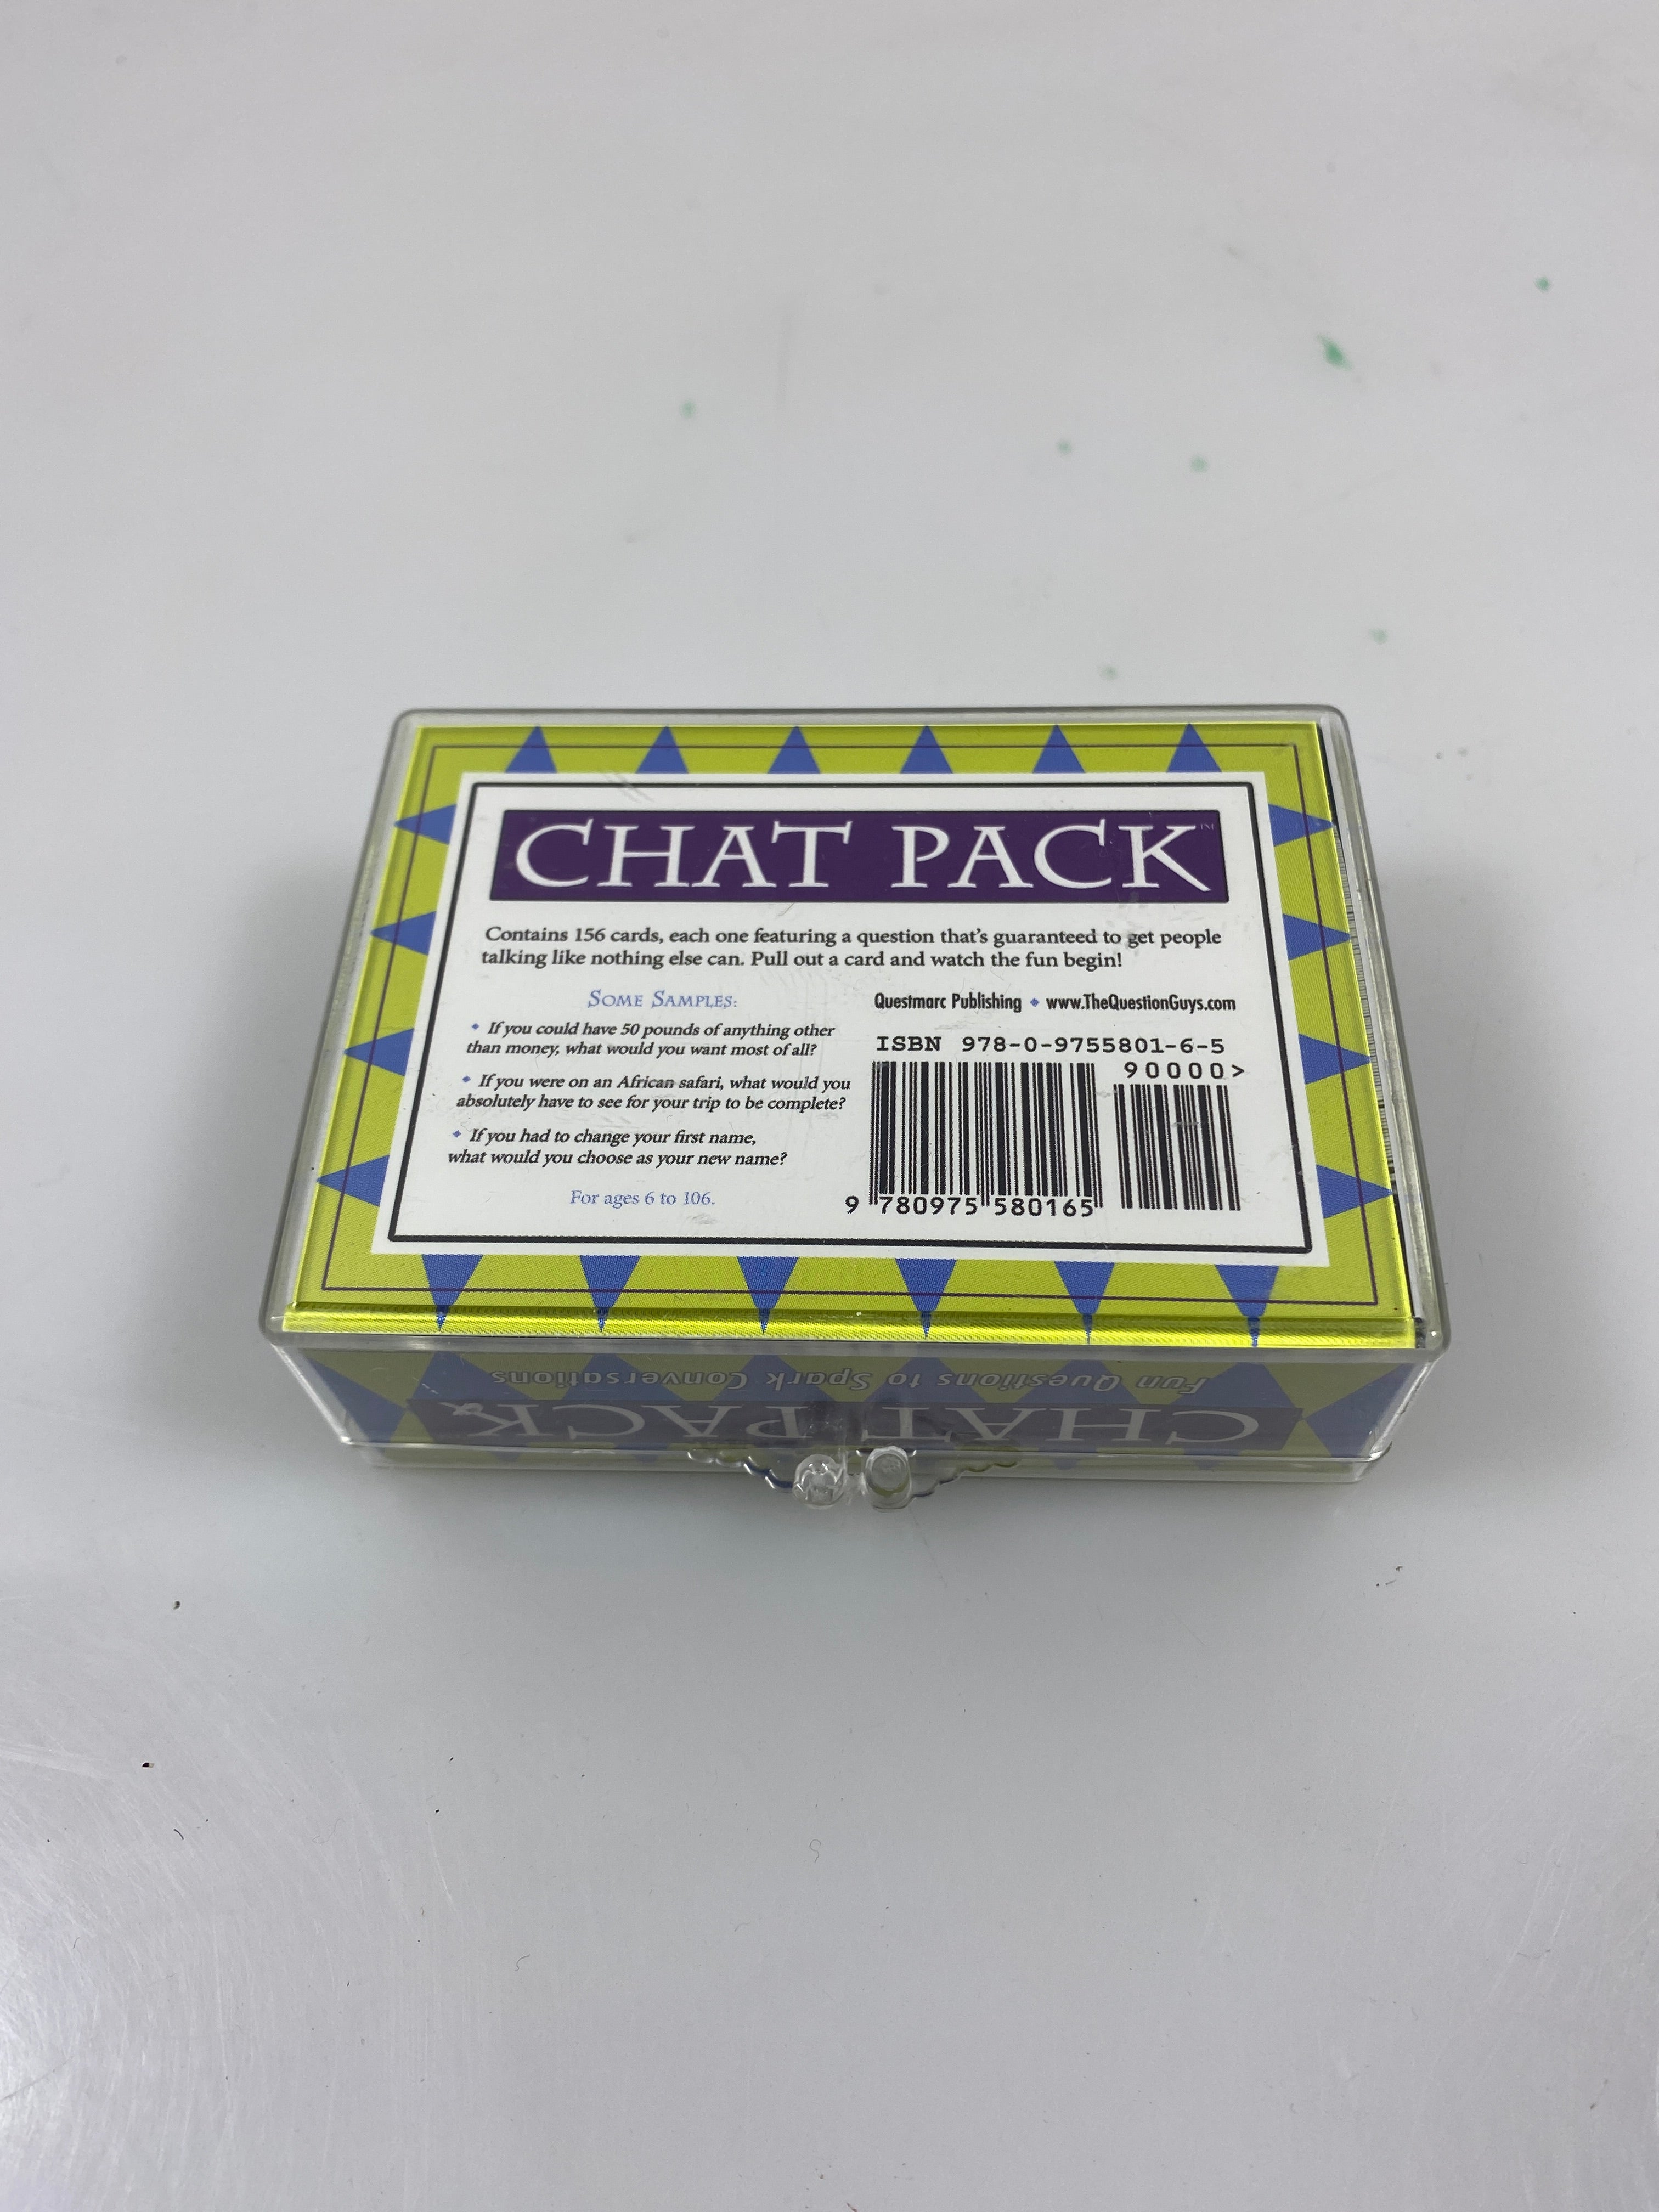 CHAT PACK™
Contains 156 cards, each one featuring a question that's guaranteed to get people
talking like nothing else can. Pull out a card and watch the fun begin!
Some Samples:
• If you could have 50 pounds of anything other
than money, what would you want most of all?
• If you were on an African safari, what would you
absolutely have to see for your trip to be complete?
• If you had to change your first name,
what would you choose as your new name?
For ages 6 to 106.
Questmarc Publishing • www.TheQuestionGuys.com
ISBN 978-0-9755801-6-5
90000>
9 780975 580165
Fun Questions to Spark Conversations
CHAT PACK